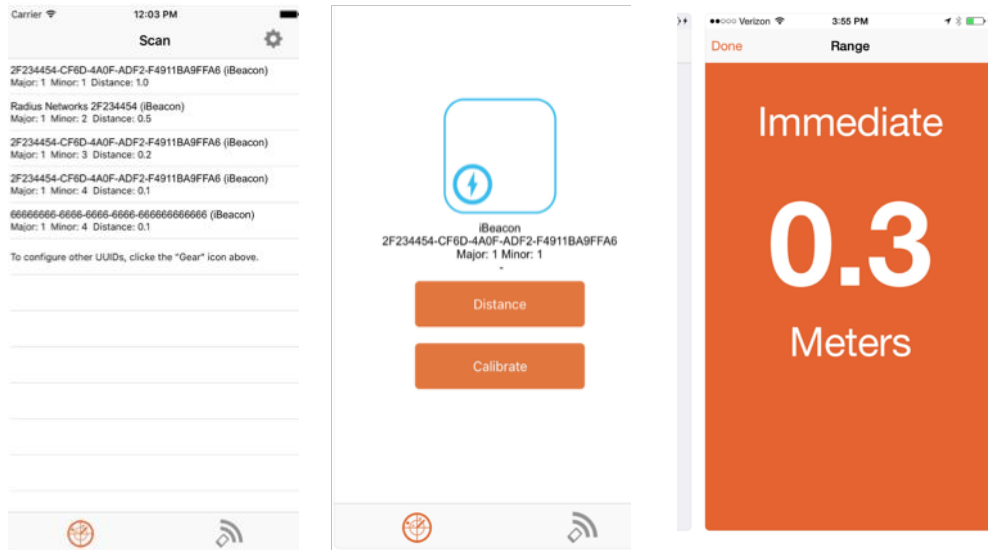 Carrier 12:03 PM
Scan
2F234454-CF6D-4A0F-ADF2-F4911BA9FFA6 (iBeacon)
Major: 1 Minor: 1 Distance: 1.0
Radius Networks 2F234454 (iBeacon)
Major: 1 Minor: 2 Distance: 0.5
2F234454-CF6D-4A0F-ADF2-F4911BA9FFA6 (iBeacon)
Major: 1 Minor: 3 Distance: 0.2
2F234454-CF6D-4A0F-ADF2-F4911BA9FFA6 (iBeacon)
Major: 1 Minor: 4 Distance: 0.1
66666666-6666-6666-6666-666666666666 (iBeacon)
Major: 1 Minor: 4 Distance: 0.1
To configure other UUIDs, clicke the "Gear" icon above.
iBeacon
2F234454-CF6D-4A0F-ADF2-F4911BA9FFA6
Major: 1 Minor: 1
-
Distance
Calibrate
Verizon 3:55 PM
Done Range
Immediate
0.3
Meters